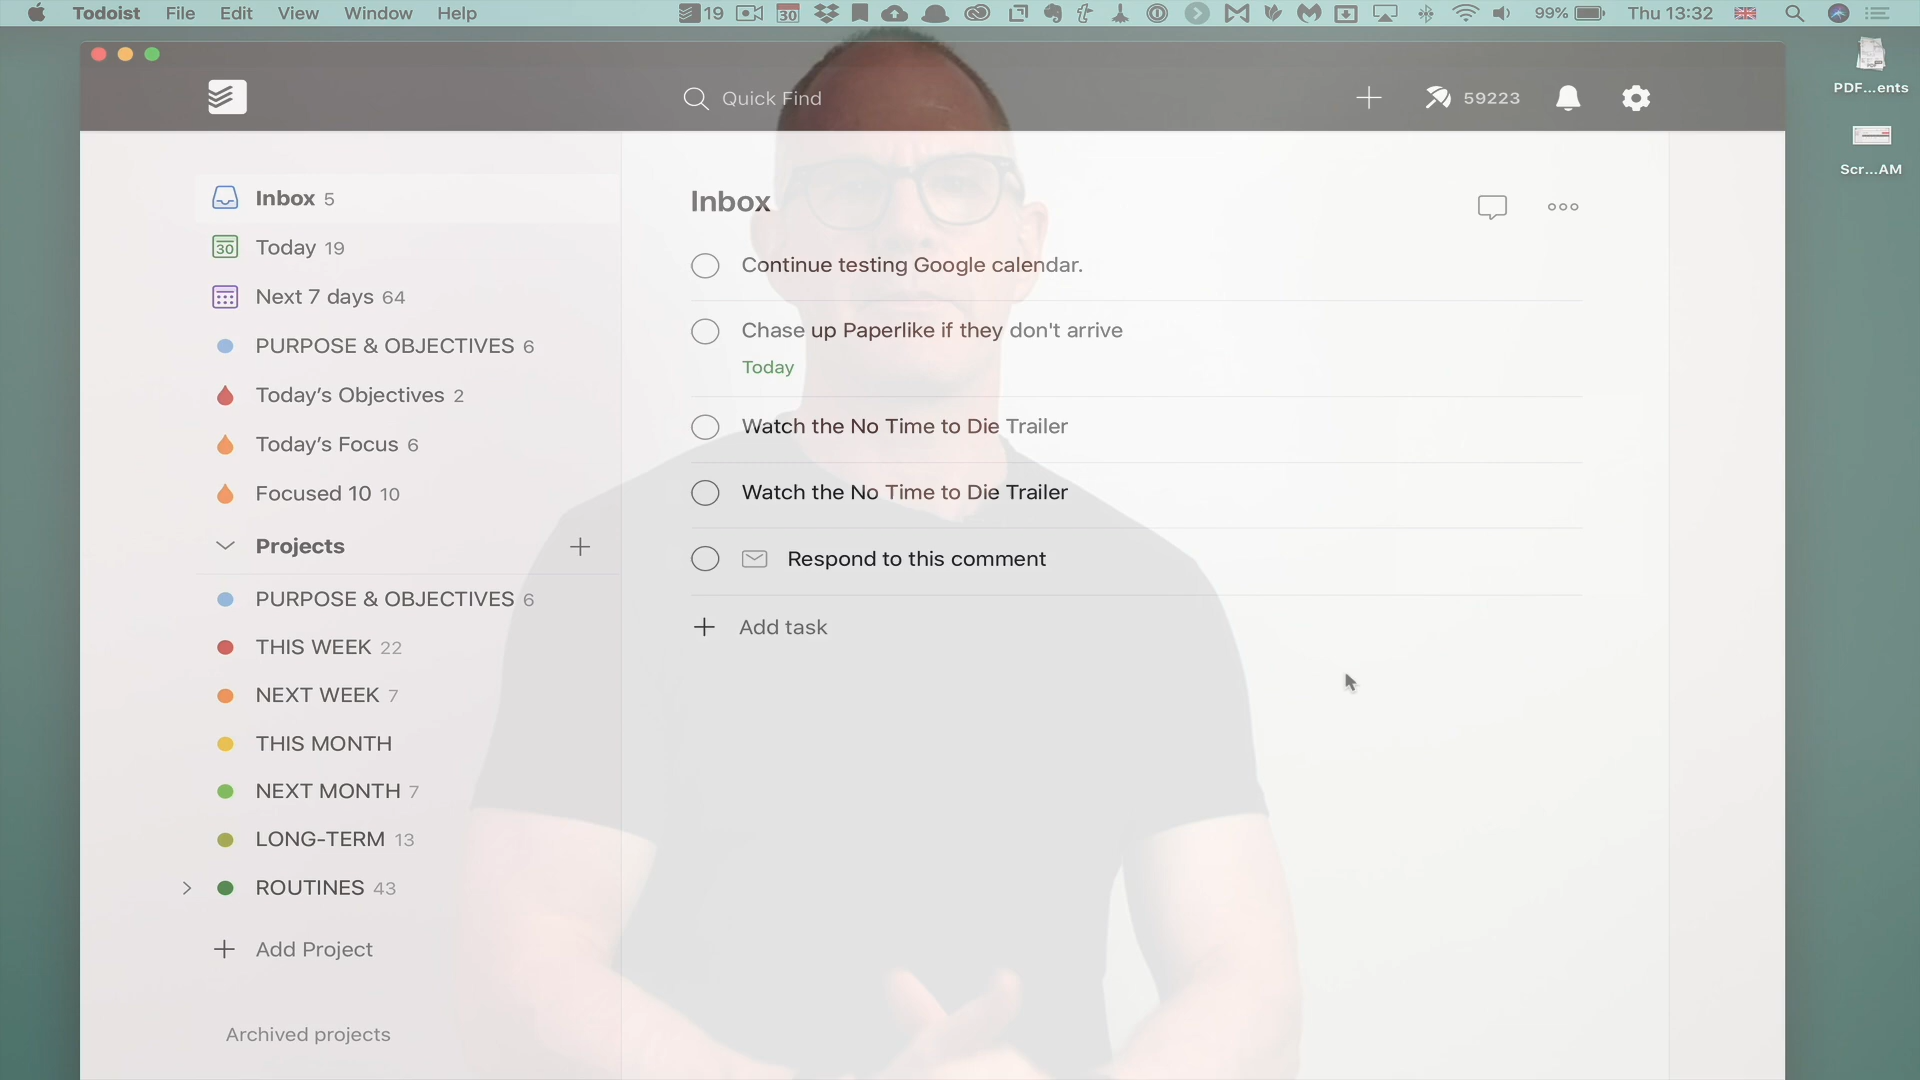 Todoist File Edit View Window Help 19 30 99% Thu 13:32
PDF...ents
Scr...AM
Quick Find 59223
Inbox 5
Today 19
30
Next 7 days 64
PURPOSE & OBJECTIVES 6
Today’s Objectives 2
Today’s Focus 6
Focused 10 10
Projects
PURPOSE & OBJECTIVES 6
THIS WEEK 22
NEXT WEEK 7
THIS MONTH
NEXT MONTH 7
LONG-TERM 13
ROUTINES 43
Add Project
Archived projects
Inbox
Continue testing Google calendar.
Chase up Paperlike if they don't arrive
Today
Watch the No Time to Die Trailer
Watch the No Time to Die Trailer
Respond to this comment
Add task